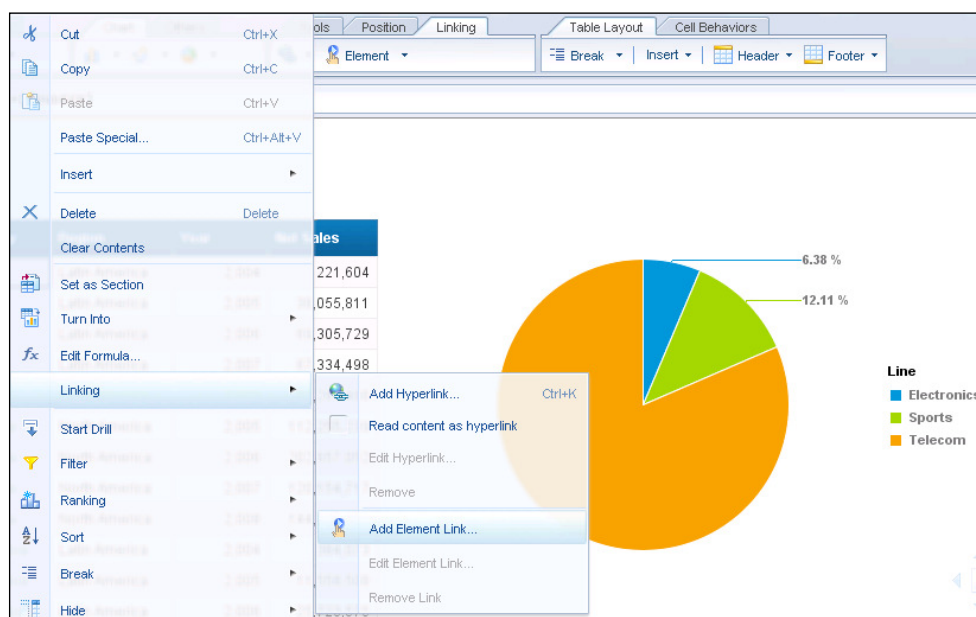 ols Position Linking Table Layout Cell Behaviors
Element Break Insert Header Footer
Cut Ctrl+X
Copy Ctrl+C
Paste Ctrl+V
Paste Special... Ctrl+Alt+V
Insert
Delete Delete
Clear Contents
Set as Section
Turn Into
Edit Formula...
Linking
Start Drill
Filter
Ranking
Sort
Break
Hide
Year Net Sales
221,604
,055,811
,305,729
,334,498
Add Hyperlink... Ctrl+K
Read content as hyperlink
Edit Hyperlink...
Remove
Add Element Link...
Edit Element Link...
Remove Link
6.38 %
12.11 %
Line
Electronics
Sports
Telecom